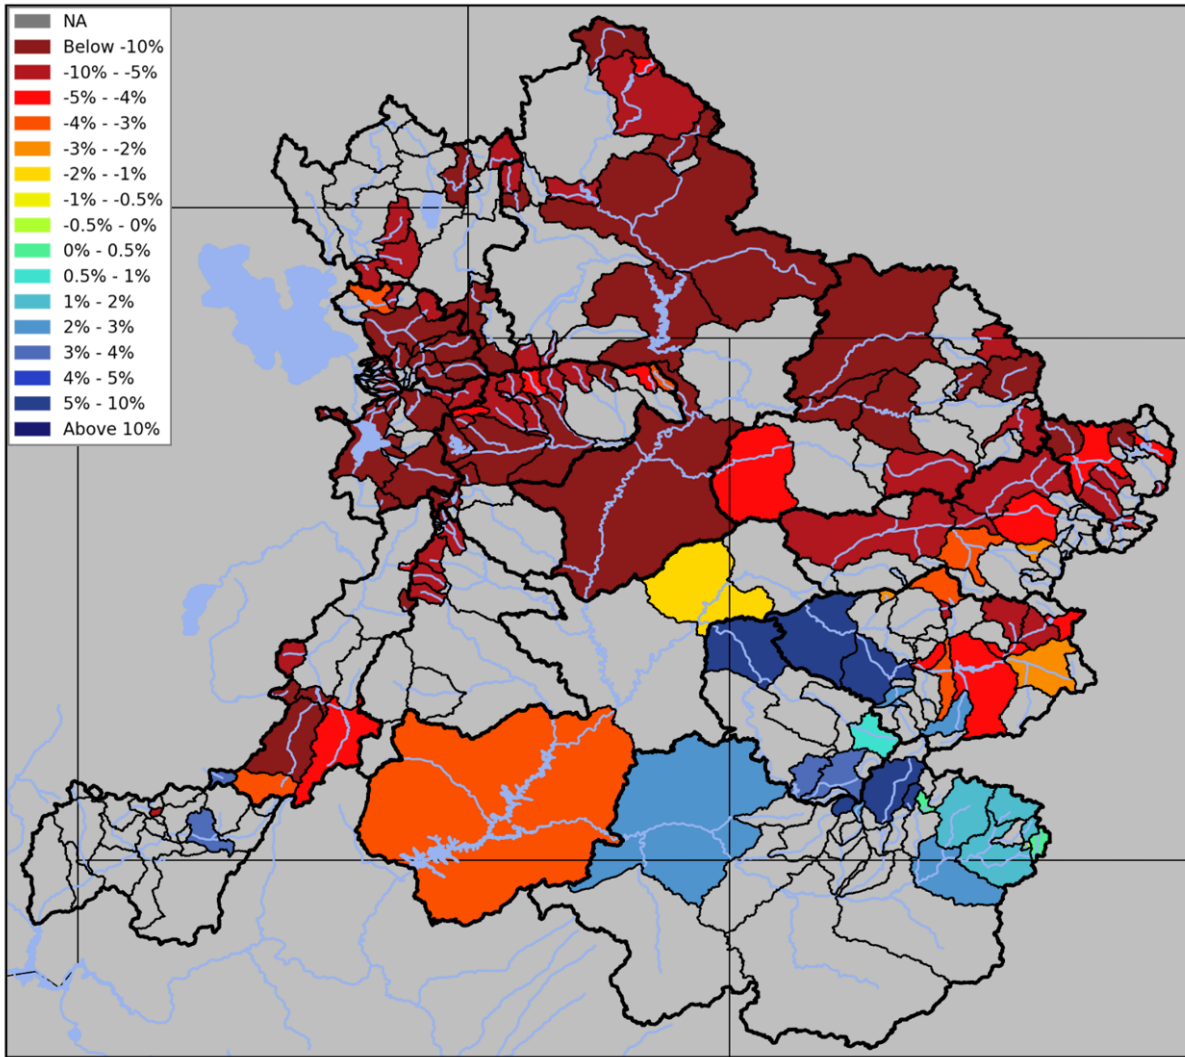 NA
Below -10%
-10% - -5%
-5% - -4%
-4% - -3%
-3% - -2%
-2% - -1%
-1% - -0.5%
-0.5% - 0%
0% - 0.5%
0.5% - 1%
1% - 2%
2% - 3%
3% - 4%
4% - 5%
5% - 10%
Above 10%